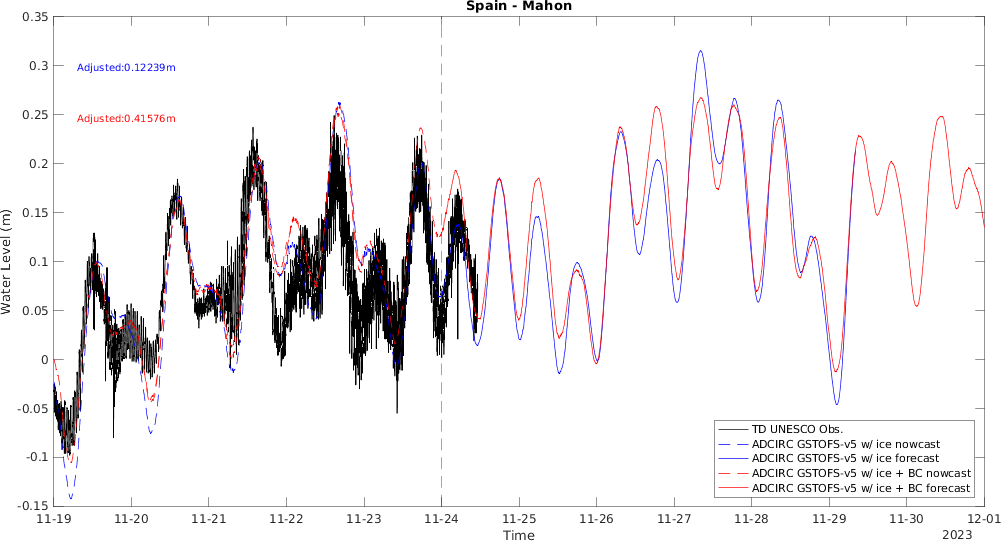 Spain - Mahon
0.35
0.3
0.25
0.2
0.15
0.1
0.05
0
-0.05
-0.1
-0.15
Water Level (m)
Adjusted:0.12239m
Adjusted:0.41576m
TD UNESCO Obs.
ADCIRC GSTOFS-v5 w/ ice nowcast
ADCIRC GSTOFS-v5 w/ ice forecast
ADCIRC GSTOFS-v5 w/ ice + BC nowcast
ADCIRC GSTOFS-v5 w/ ice + BC forecast
11-19 11-20 11-21 11-22 11-23 11-24 11-25 11-26 11-27 11-28 11-29 11-30 12-01
Time
2023